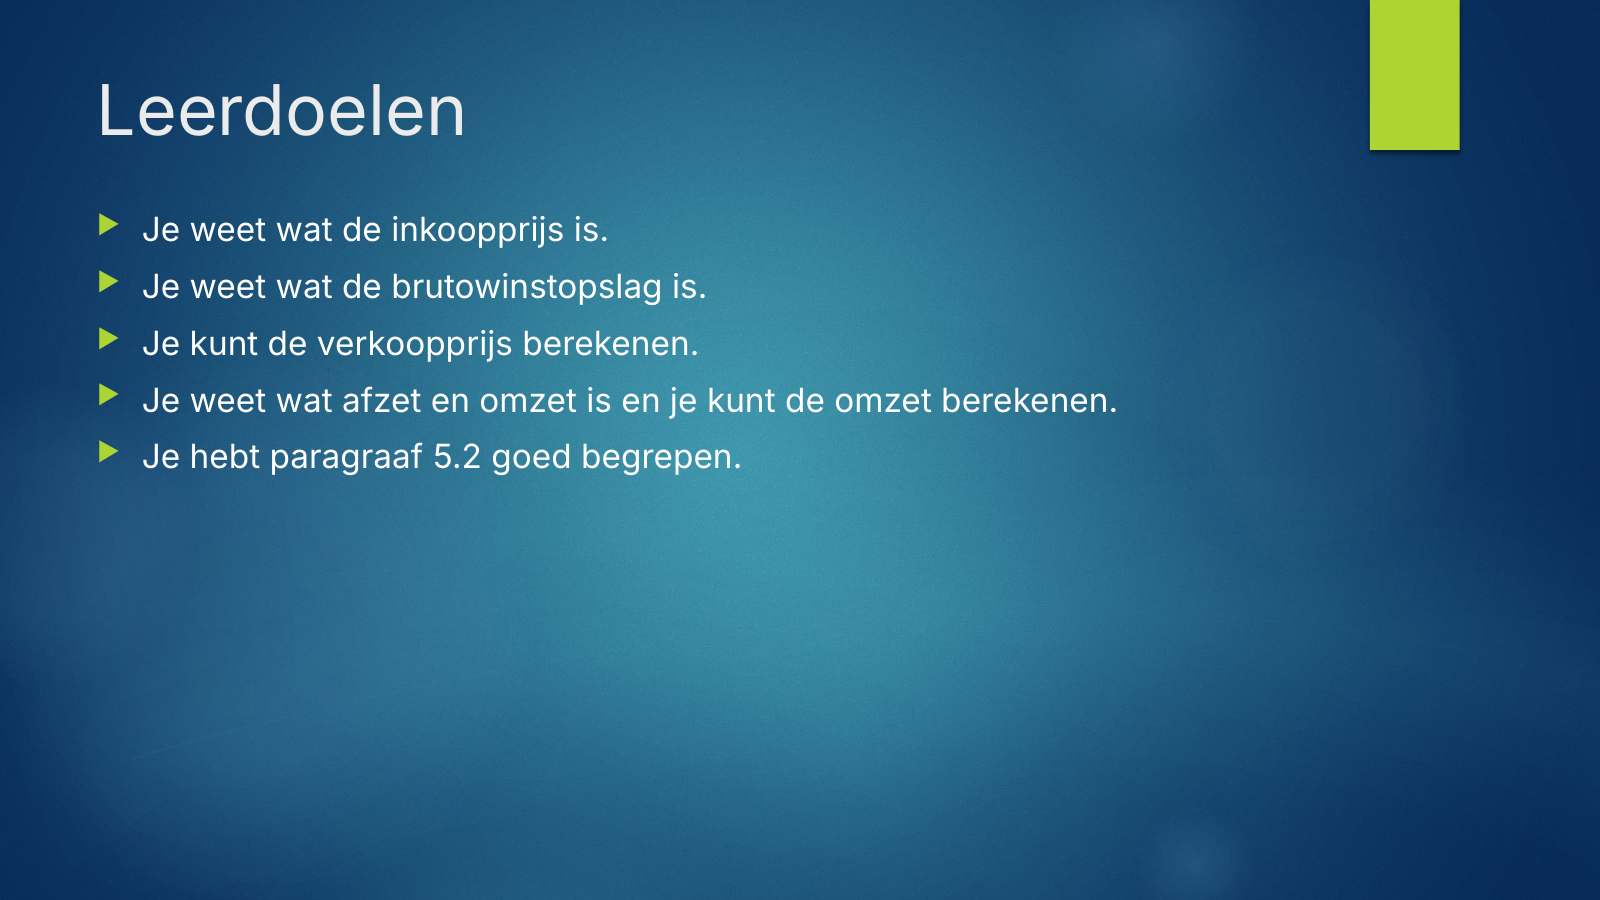 Leerdoelen
Je weet wat de inkoopprijs is.
Je weet wat de brutowinstopslag is.
Je kunt de verkoopprijs berekenen.
Je weet wat afzet en omzet is en je kunt de omzet berekenen.
Je hebt paragraaf 5.2 goed begrepen.